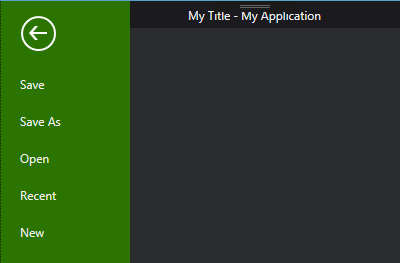 My Title - My Application
Save
Save As
Open
Recent
New